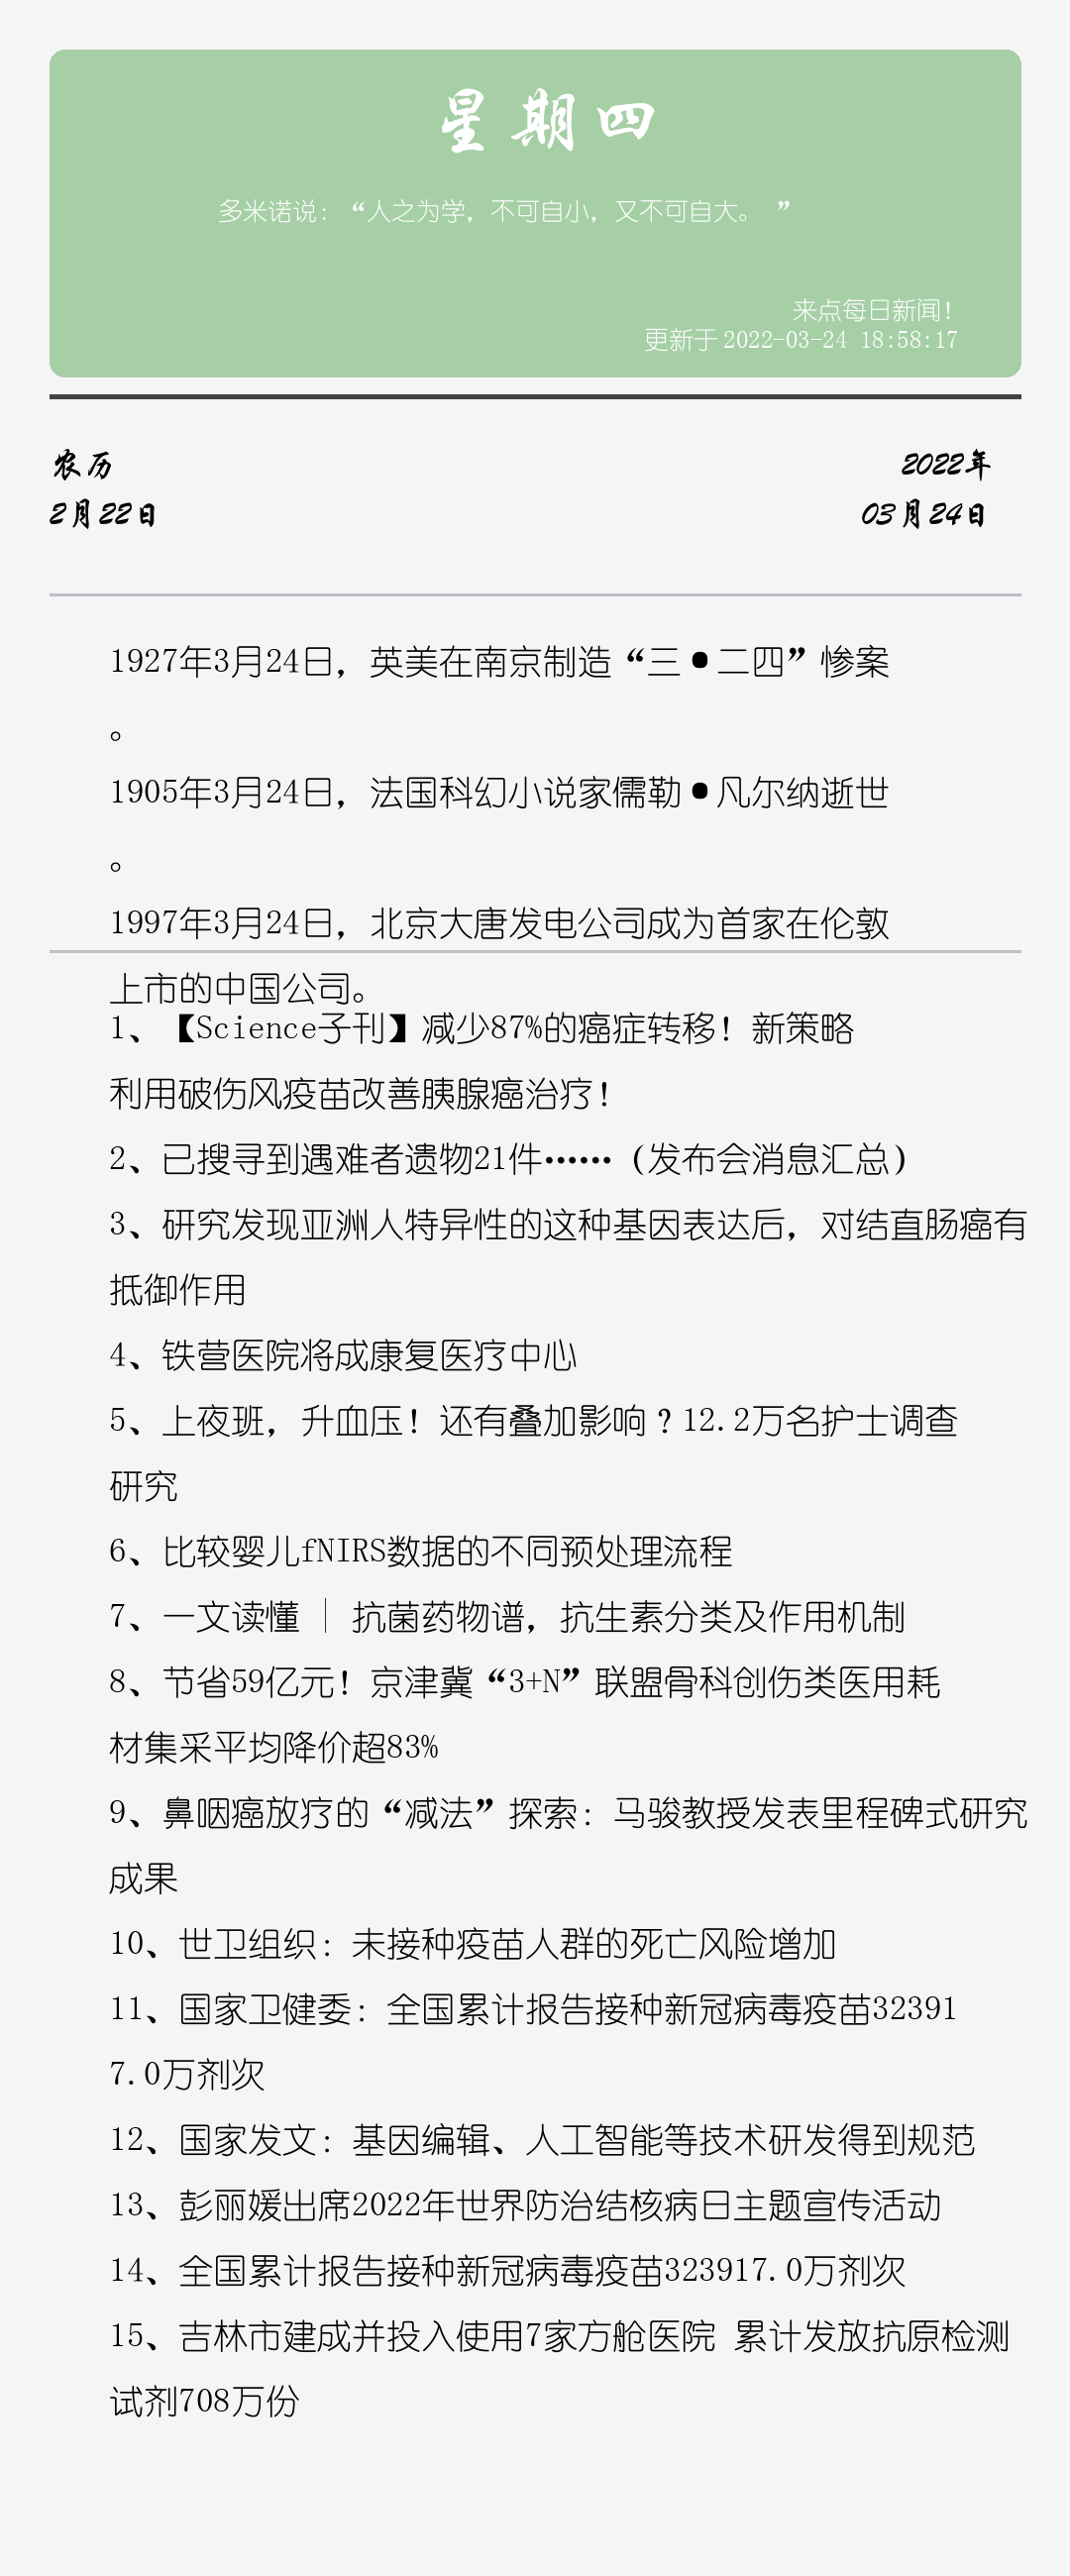 星期四
多米诺说：“人之为学，不可自小，又不可自大。 ”
来点每日新闻！
更新于 2022-03-24 18:58:17
农历
2月22日
2022年
03月24日
1927年3月24日，英美在南京制造“三•二四”惨案
。
1905年3月24日，法国科幻小说家儒勒•凡尔纳逝世
。
1997年3月24日，北京大唐发电公司成为首家在伦敦
上市的中国公司。
1、【Science子刊】减少87%的癌症转移！新策略
利用破伤风疫苗改善胰腺癌治疗！
2、已搜寻到遇难者遗物21件……（发布会消息汇总）
3、研究发现亚洲人特异性的这种基因表达后，对结直肠癌有
抵御作用
4、铁营医院将成康复医疗中心
5、上夜班，升血压！还有叠加影响？12.2万名护士调查
研究
6、比较婴儿fNIRS数据的不同预处理流程
7、一文读懂 | 抗菌药物谱，抗生素分类及作用机制
8、节省59亿元！京津冀“3+N”联盟骨科创伤类医用耗
材集采平均降价超83%
9、鼻咽癌放疗的“减法”探索：马骏教授发表里程碑式研究
成果
10、世卫组织：未接种疫苗人群的死亡风险增加
11、国家卫健委：全国累计报告接种新冠病毒疫苗32391
7.0万剂次
12、国家发文：基因编辑、人工智能等技术研发得到规范
13、彭丽媛出席2022年世界防治结核病日主题宣传活动
14、全国累计报告接种新冠病毒疫苗323917.0万剂次
15、吉林市建成并投入使用7家方舱医院 累计发放抗原检测
试剂708万份